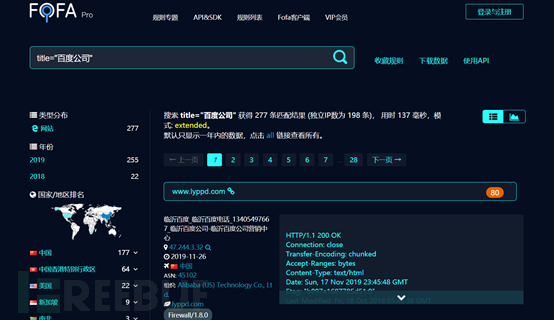 FOFA Pro
规则专题 API&SDK 规则列表 Fofa客户端 VIP会员
登录与注册
title="百度公司"
收藏规则 下载数据 使用API
类型分布
网站 277
年份
2019 255
2018 22
国家/地区排名
中国 177
中国香港特别行政区 64
美国 22
新加坡 9
搜索 title="百度公司" 获得 277 条匹配结果 (独立IP数为 198 条)， 用时 137 毫秒，模
式: extended。
默认只显示一年内的数据，点击 all 链接查看所有。
← 上一页 1 2 3 4 5 6 7 ... 28 下一页 →
www.lyppd.com 80
临沂百度_临沂百度电话_1340549766
7_临沂百度公司-临沂百度公司营销中
心
47.244.3.32
2019-11-26
中国
ASN: 45102
组织: Alibaba (US) Technology Co., Lt
d.
lyppd.com
Firewall/1.8.0
HTTP/1.1 200 OK
Connection: close
Transfer-Encoding: chunked
Accept-Ranges: bytes
Content-Type: text/html
Date: Sun, 17 Nov 2019 23:45:48 GMT